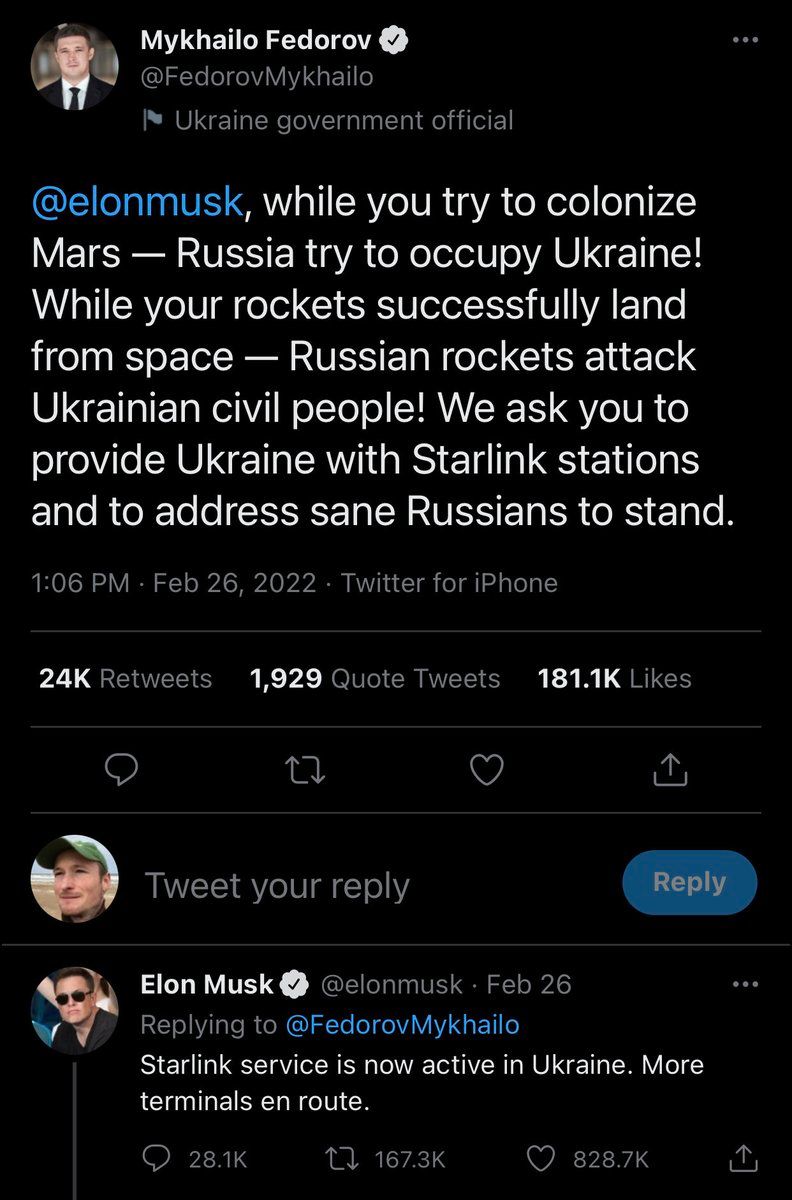 Mykhailo Fedorov
@FedorovMykhailo
Ukraine government official
@elonmusk, while you try to colonize
Mars — Russia try to occupy Ukraine!
While your rockets successfully land
from space — Russian rockets attack
Ukrainian civil people! We ask you to
provide Ukraine with Starlink stations
and to address sane Russians to stand.
1:06 PM · Feb 26, 2022 · Twitter for iPhone
24K Retweets 1,929 Quote Tweets 181.1K Likes
Tweet your reply Reply
Elon Musk @elonmusk · Feb 26
Replying to @FedorovMykhailo
Starlink service is now active in Ukraine. More
terminals en route.
28.1K 167.3K 828.7K